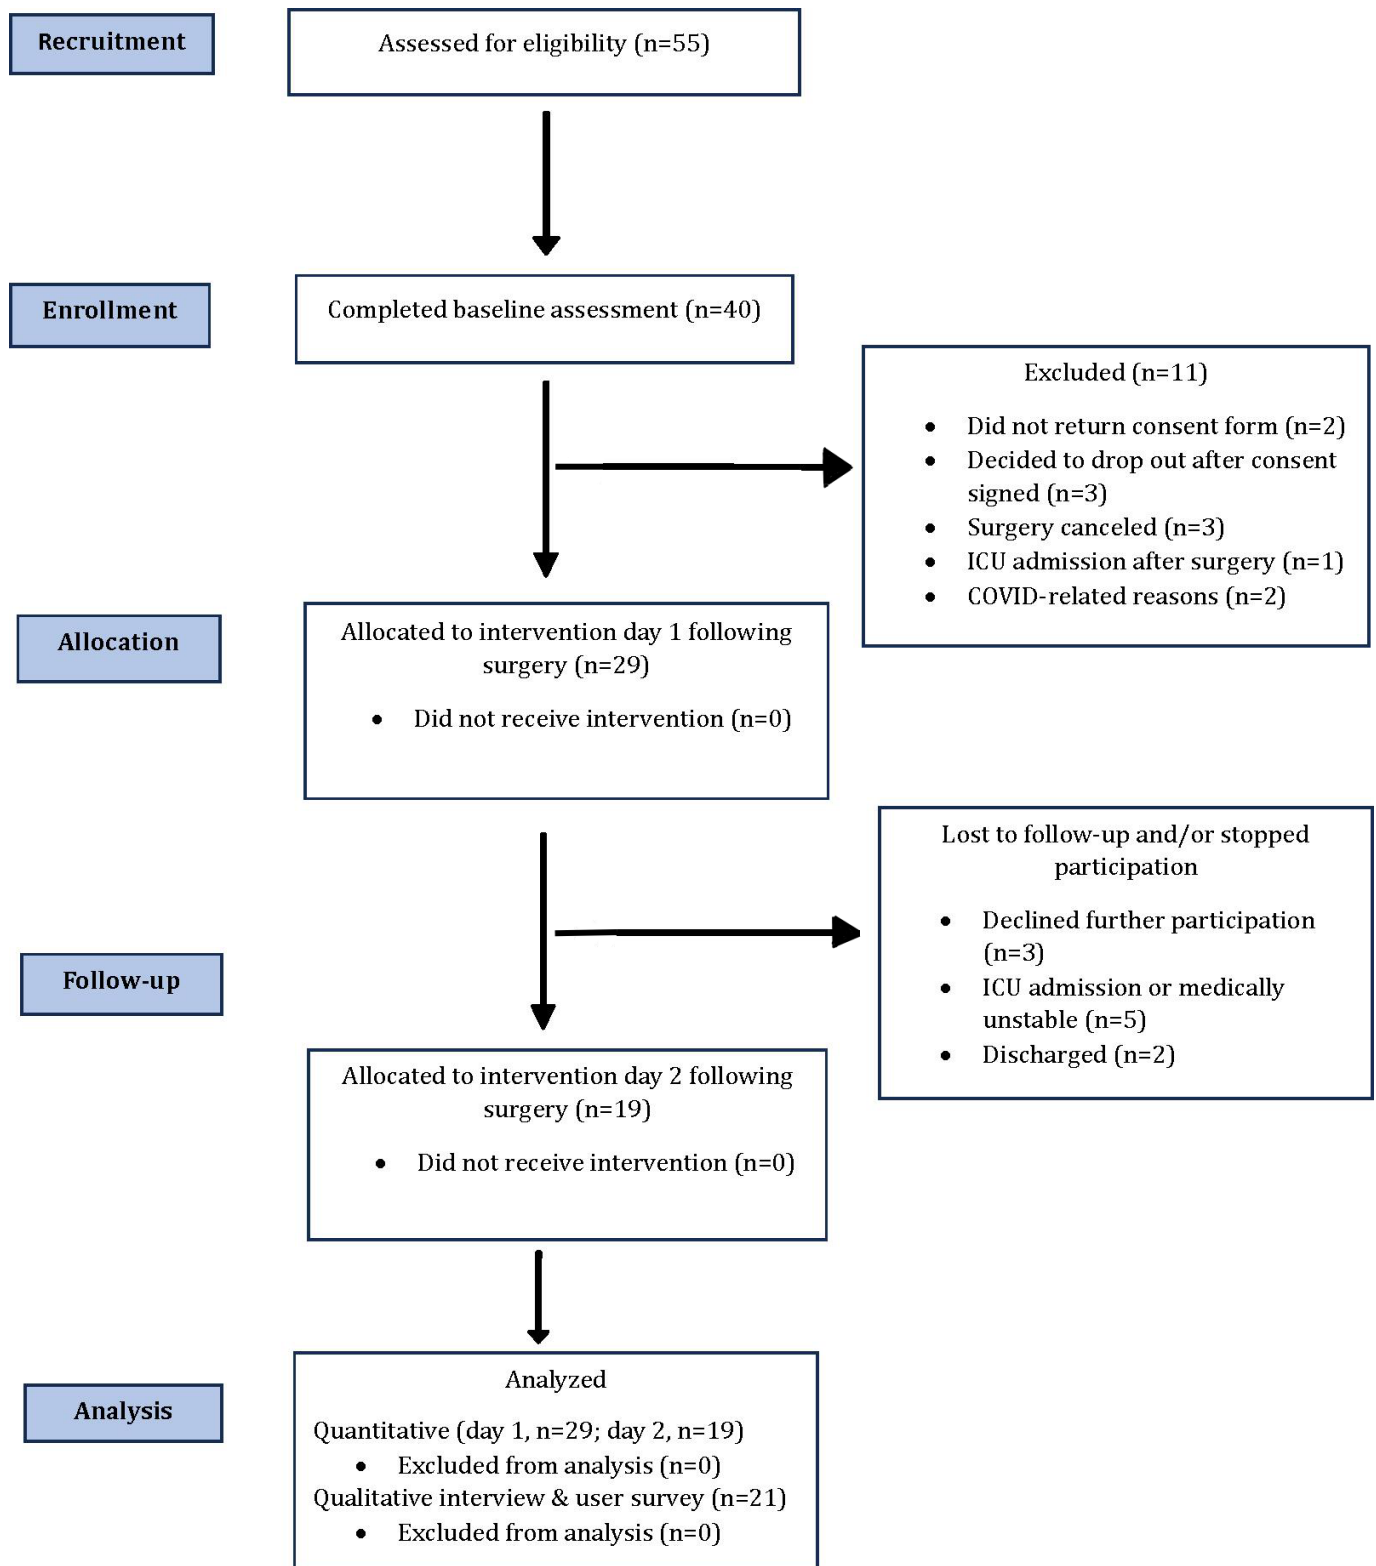 Recruitment
Assessed for eligibility (n=55)
Enrollment
Completed baseline assessment (n=40)
Excluded (n=11)
• Did not return consent form (n=2)
• Decided to drop out after consent
signed (n=3)
• Surgery canceled (n=3)
• ICU admission after surgery (n=1)
• COVID-related reasons (n=2)
Allocation
Allocated to intervention day 1 following
surgery (n=29)
• Did not receive intervention (n=0)
Lost to follow-up and/or stopped
participation
• Declined further participation
(n=3)
• ICU admission or medically
unstable (n=5)
• Discharged (n=2)
Follow-up
Allocated to intervention day 2 following
surgery (n=19)
• Did not receive intervention (n=0)
Analysis
Analyzed
Quantitative (day 1, n=29; day 2, n=19)
• Excluded from analysis (n=0)
Qualitative interview & user survey (n=21)
• Excluded from analysis (n=0)